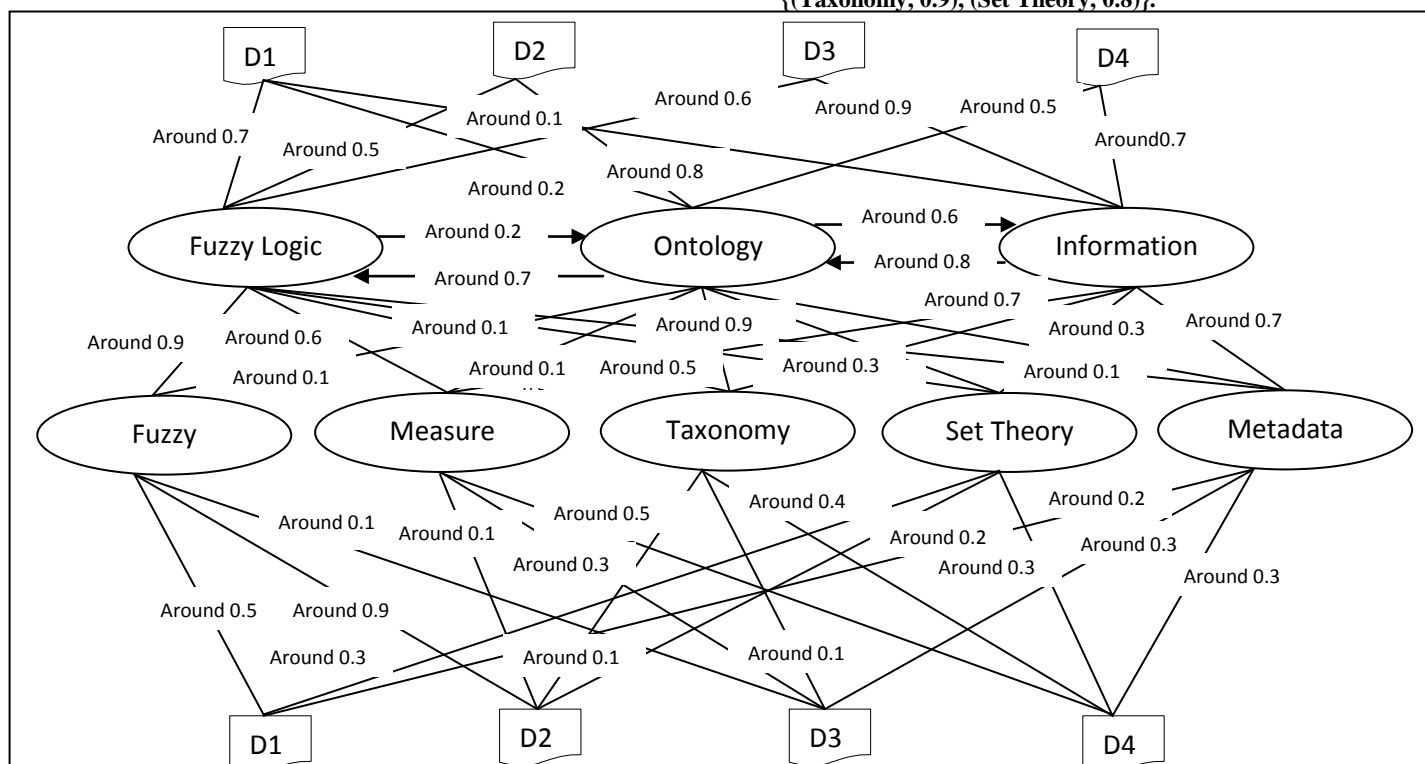 {(Taxonomy, 0.9), (Set Theory, 0.8)}.
D1
D2
D3
D4
Around 0.6
Around 0.9
Around 0.5
Around 0.1
Around 0.7
Around0.7
Around 0.5
Around 0.8
Around 0.2
Around 0.6
Around 0.2
Fuzzy Logic
Ontology
Information
Around 0.8
Around 0.7
Around 0.7
Around 0.1
Around 0.9
Around 0.3
Around 0.7
Around 0.6
Around 0.9
Around 0.1
Around 0.5
Around 0.3
Around 0.1
Around 0.1
Fuzzy
Measure
Taxonomy
Set Theory
Metadata
Around 0.4
Around 0.2
Around 0.1
Around 0.5
Around 0.1
Around 0.2
Around 0.3
Around 0.3
Around 0.3
Around 0.3
Around 0.5
Around 0.9
Around 0.3
Around 0.1
Around 0.1
D1
D2
D3
D4